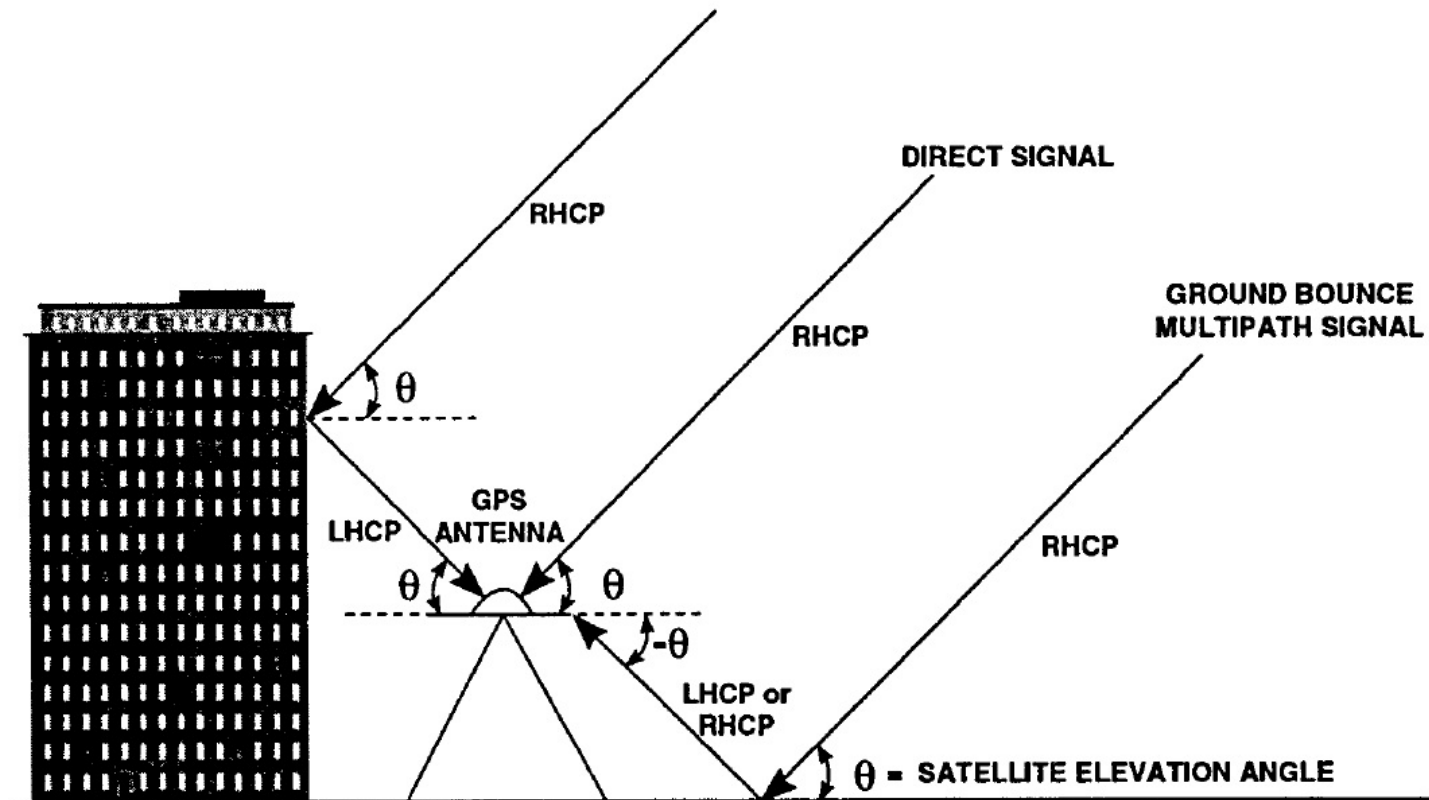 DIRECT SIGNAL
RHCP
GROUND BOUNCE
MULTIPATH SIGNAL
RHCP
θ
GPS
ANTENNA
LHCP
RHCP
θ
θ
-θ
LHCP or
RHCP
θ = SATELLITE ELEVATION ANGLE